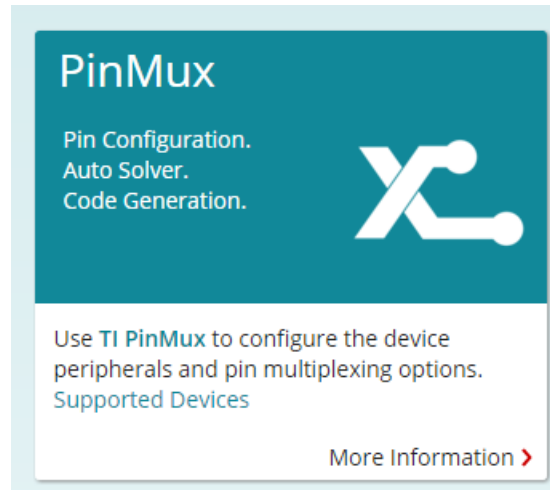 PinMux
Pin Configuration.
Auto Solver.
Code Generation.
Use TI PinMux to configure the device
peripherals and pin multiplexing options.
Supported Devices
More Information